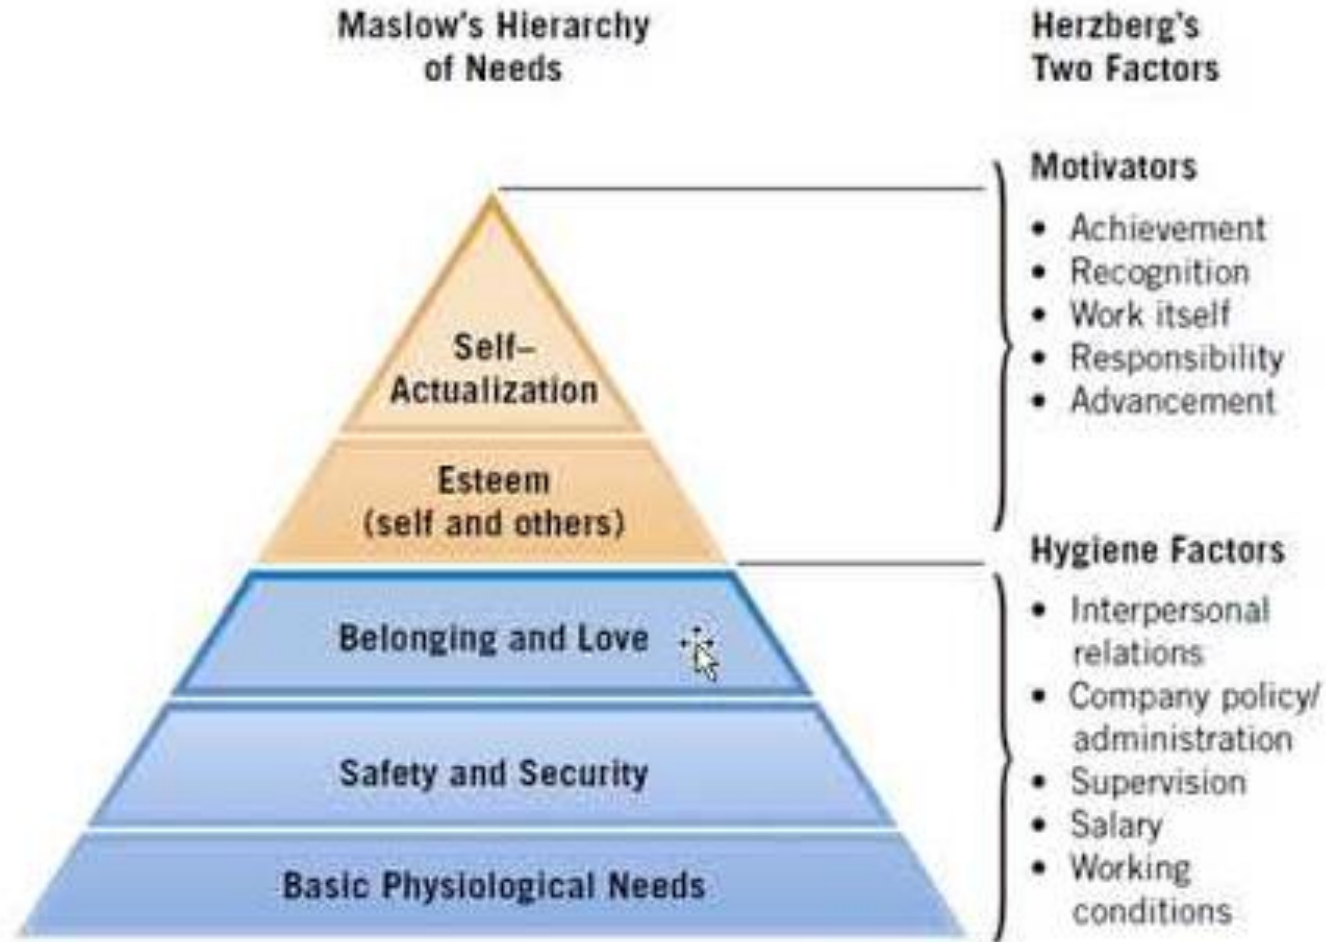 Maslow's Hierarchy
of Needs
Herzberg's
Two Factors
Self–
Actualization
Esteem
(self and others)
Belonging and Love
Safety and Security
Basic Physiological Needs
Motivators
• Achievement
• Recognition
• Work itself
• Responsibility
• Advancement
Hygiene Factors
• Interpersonal
relations
• Company policy/
administration
• Supervision
• Salary
• Working
conditions